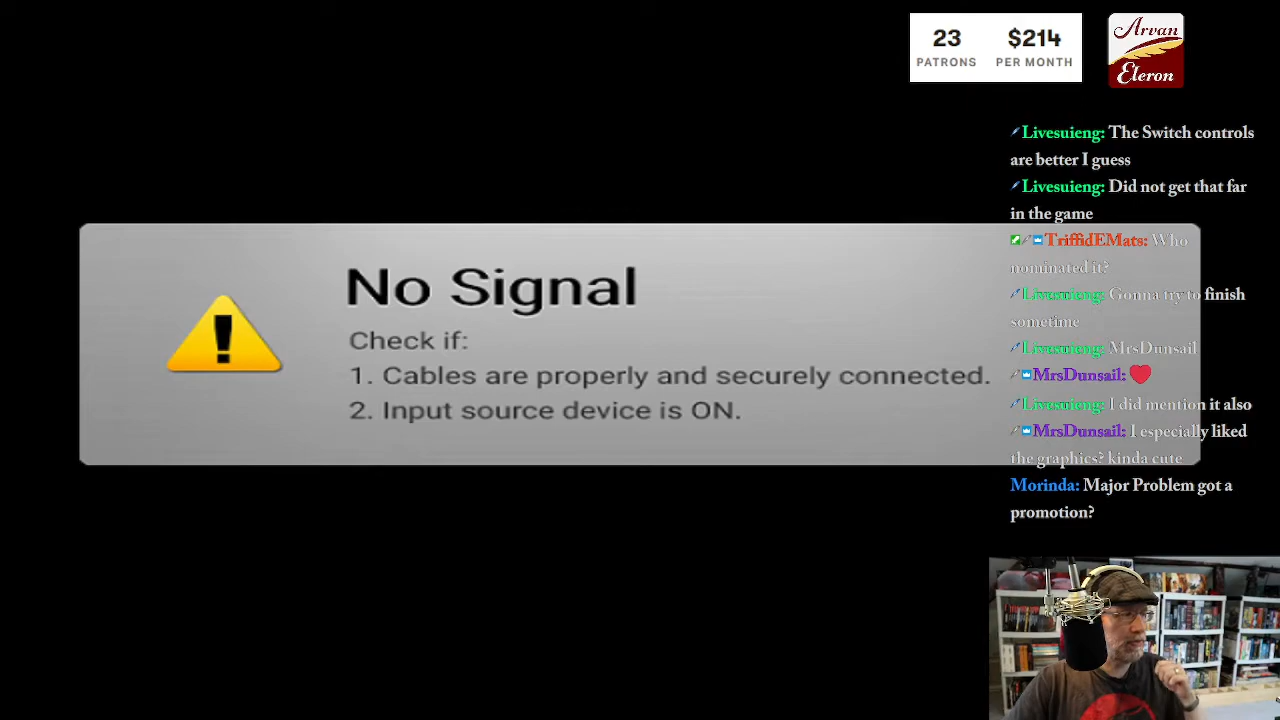 23
PATRONS
$214
PER MONTH
Arvan
Eleron
Livesuieng: The Switch controls
are better I guess
Livesuieng: Did not get that far
in the game
TriffidEMats: Who
nominated it?
Livesuieng: Gonna try to finish
sometime
Livesuieng: MrsDunsail
MrsDunsail:
Livesuieng: I did mention it also
MrsDunsail: I especially liked
the graphics? kinda cute
Morinda: Major Problem got a
promotion?
No Signal
Check if:
1. Cables are properly and securely connected.
2. Input source device is ON.